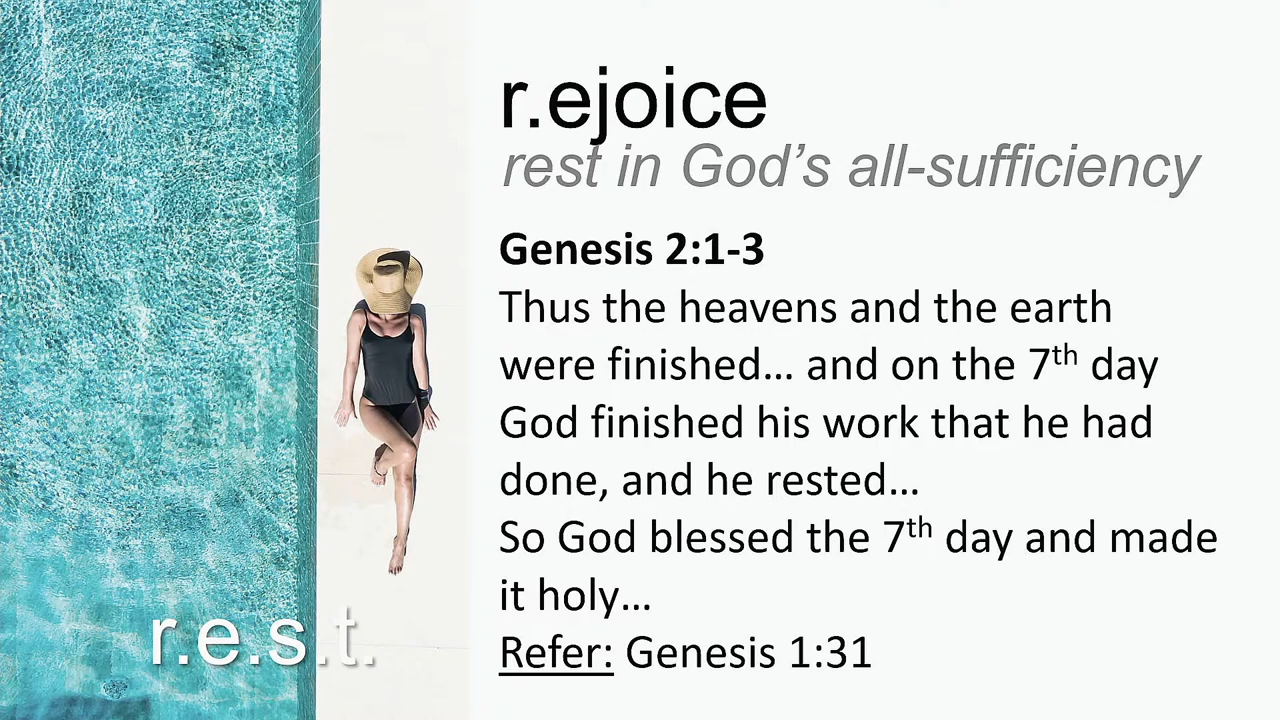 r.ejoice
rest in God’s all-sufficiency
Genesis 2:1-3
Thus the heavens and the earth
were finished… and on the 7th day
God finished his work that he had
done, and he rested…
So God blessed the 7th day and made
it holy…
Refer: Genesis 1:31
r.e.s.t.